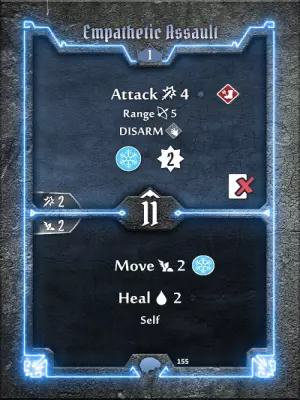 Empathetic Assault
1
Attack 4
Range 5
DISARM
2
2
11
2
Move 2
Heal 2
Self
155